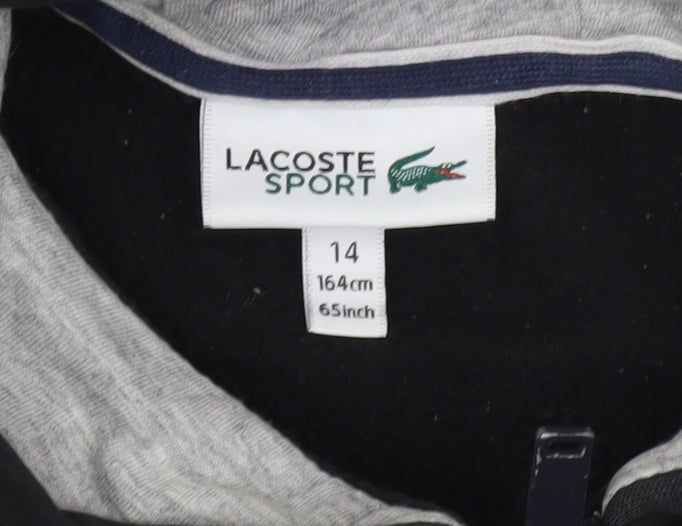 LACOSTE
SPORT
14
164cm
65inch